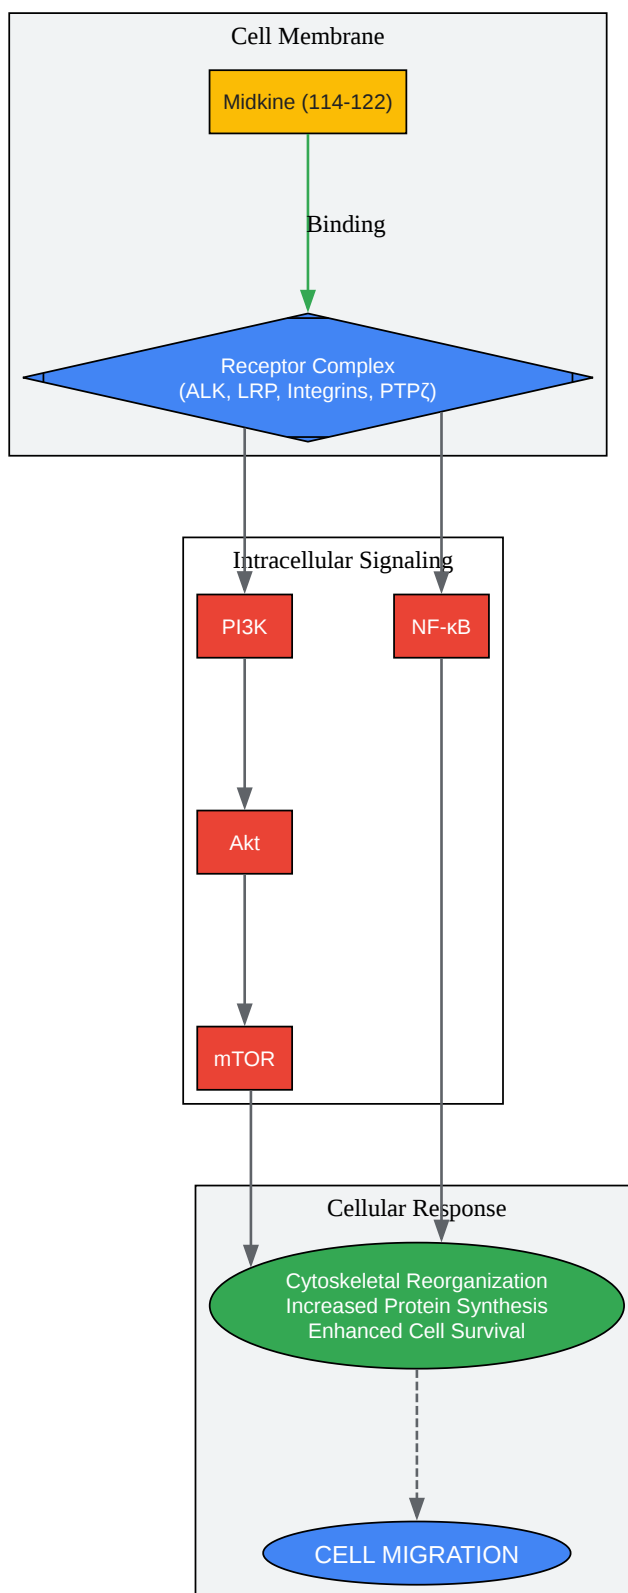 Cell Membrane
Midkine (114-122)
Binding
Receptor Complex
(ALK, LRP, Integrins, PTPζ)
Intracellular Signaling
PI3K
NF-κB
Akt
mTOR
Cellular Response
Cytoskeletal Reorganization
Increased Protein Synthesis
Enhanced Cell Survival
CELL MIGRATION